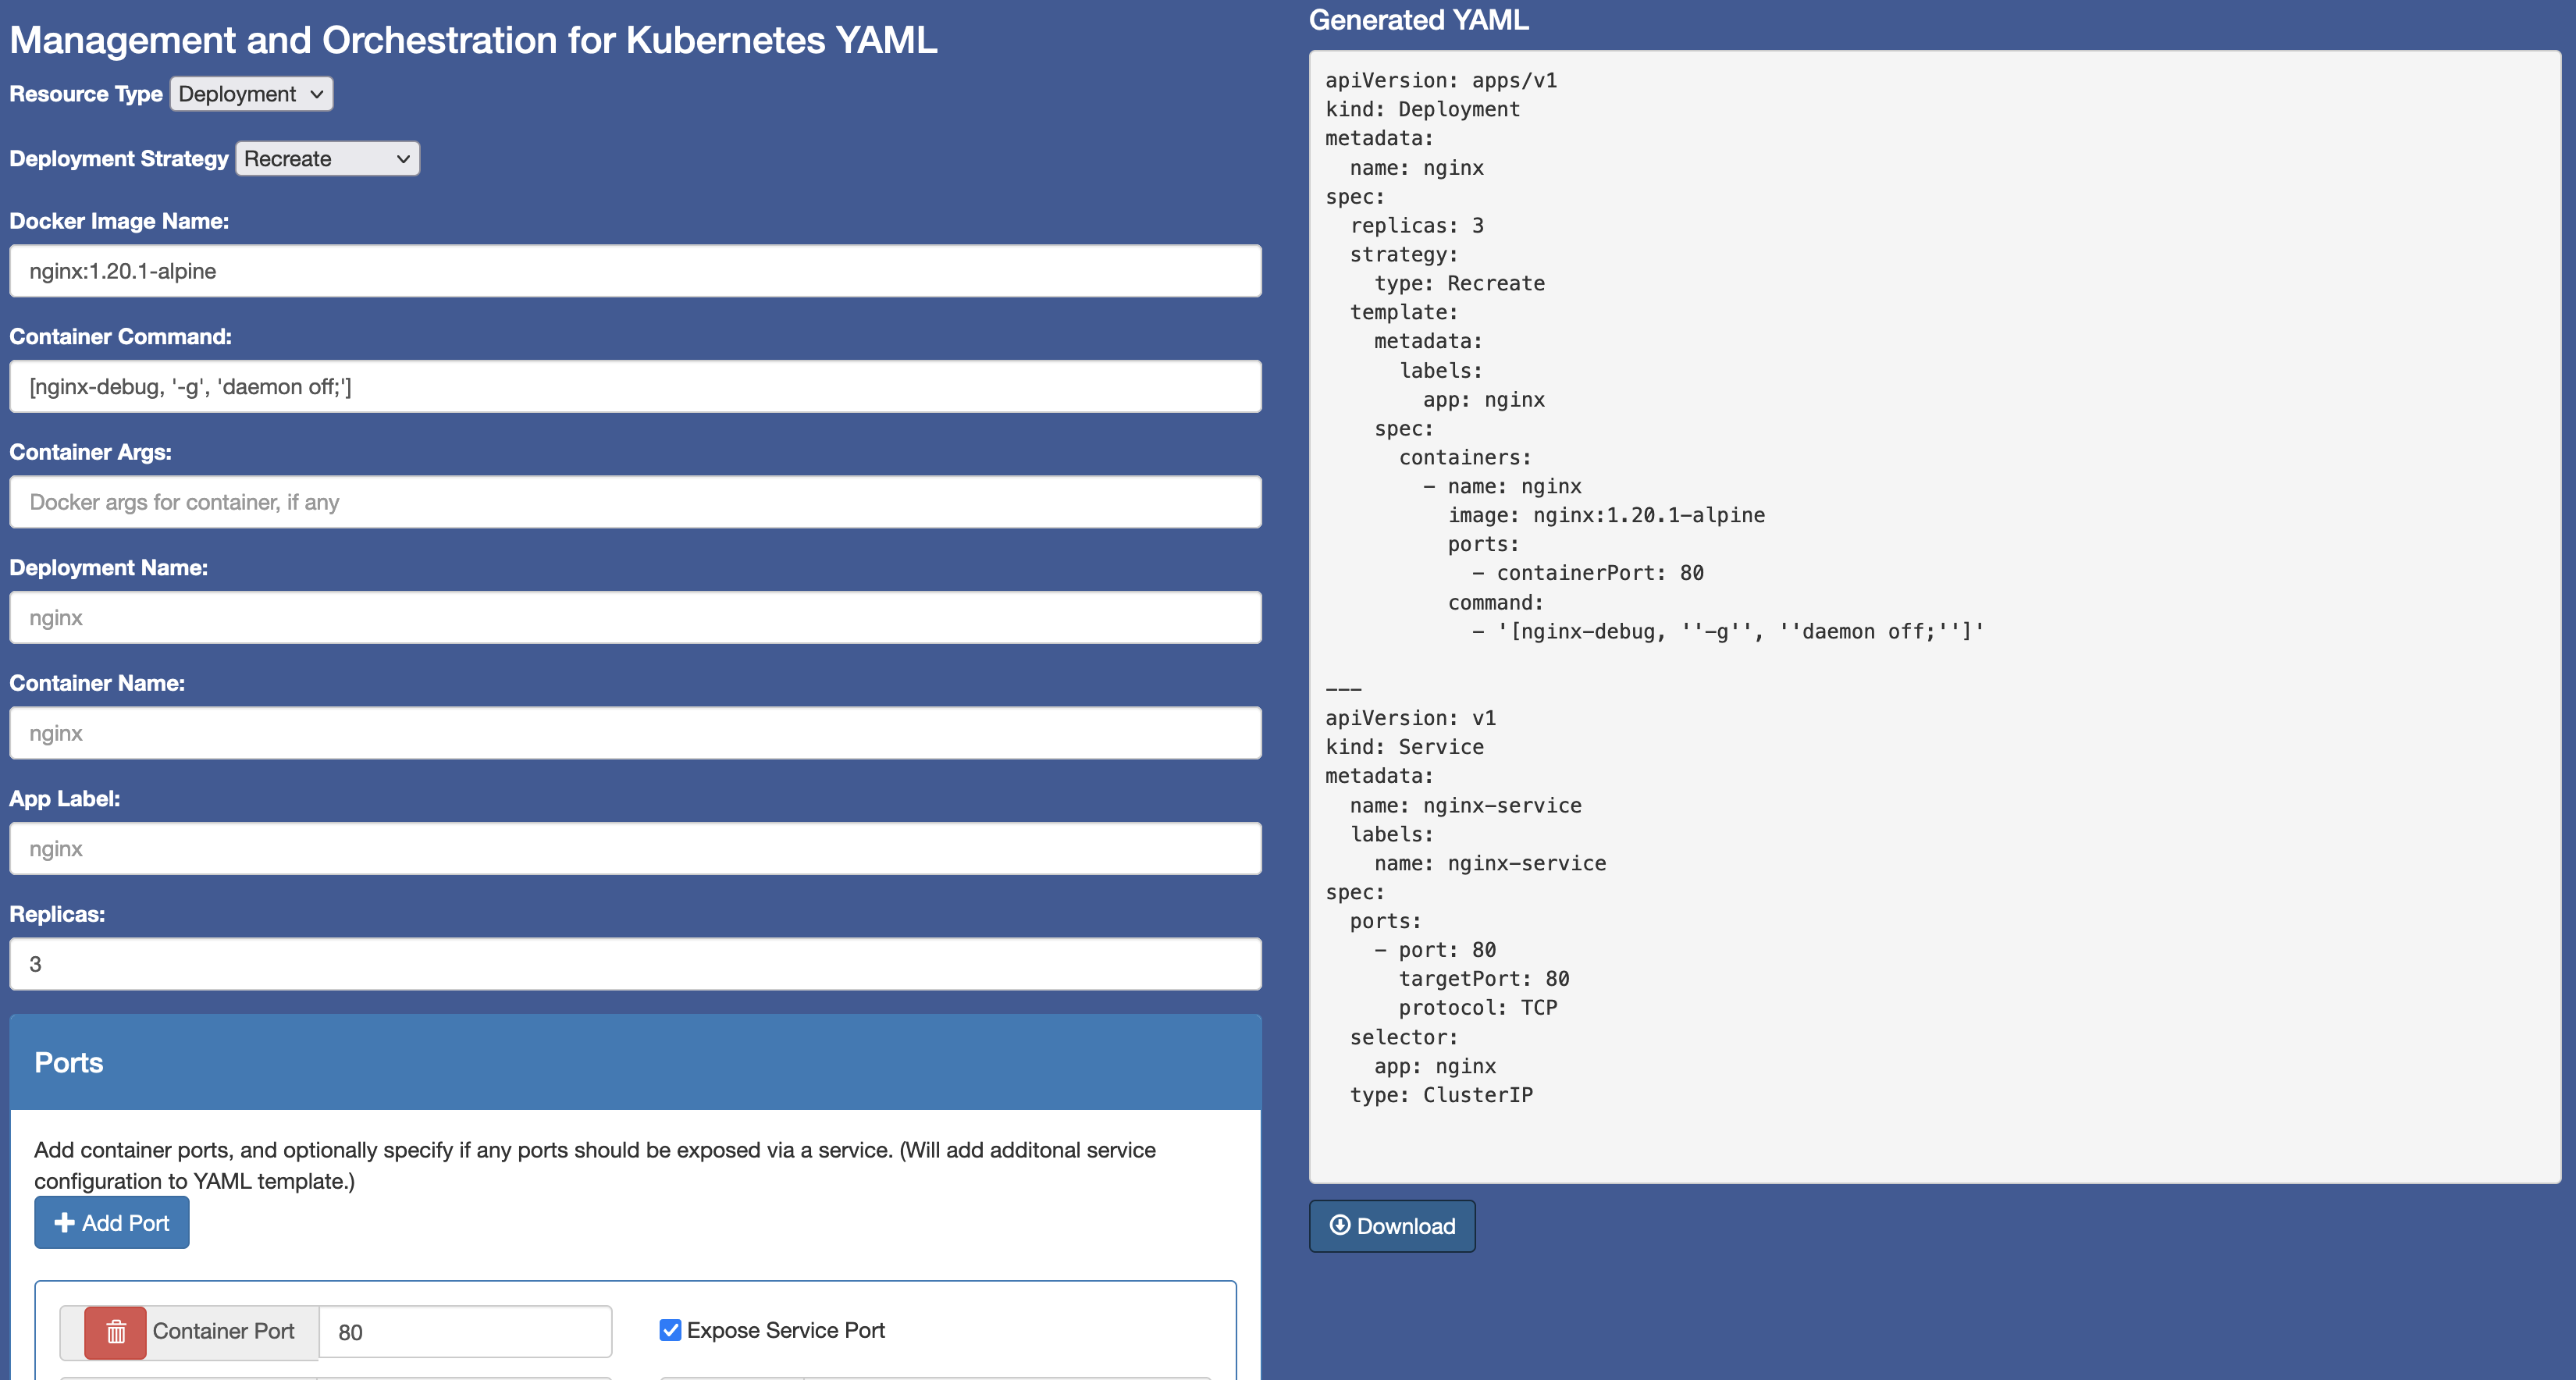 Management and Orchestration for Kubernetes YAML
Resource Type Deployment
Deployment Strategy Recreate
Docker Image Name:
nginx:1.20.1-alpine
Container Command:
[nginx-debug, '-g', 'daemon off;']
Container Args:
Docker args for container, if any
Deployment Name:
nginx
Container Name:
nginx
App Label:
nginx
Replicas:
3
Ports
Add container ports, and optionally specify if any ports should be exposed via a service. (Will add additonal service
configuration to YAML template.)
Add Port
Container Port 80 Expose Service Port
Generated YAML
apiVersion: apps/v1
kind: Deployment
metadata:
  name: nginx
spec:
  replicas: 3
  strategy:
    type: Recreate
  template:
    metadata:
      labels:
        app: nginx
    spec:
      containers:
        - name: nginx
          image: nginx:1.20.1-alpine
          ports:
            - containerPort: 80
          command:
            - '[nginx-debug, ''-g'', ''daemon off;'']'
---
apiVersion: v1
kind: Service
metadata:
  name: nginx-service
  labels:
    name: nginx-service
spec:
  ports:
    - port: 80
      targetPort: 80
      protocol: TCP
  selector:
    app: nginx
  type: ClusterIP
Download